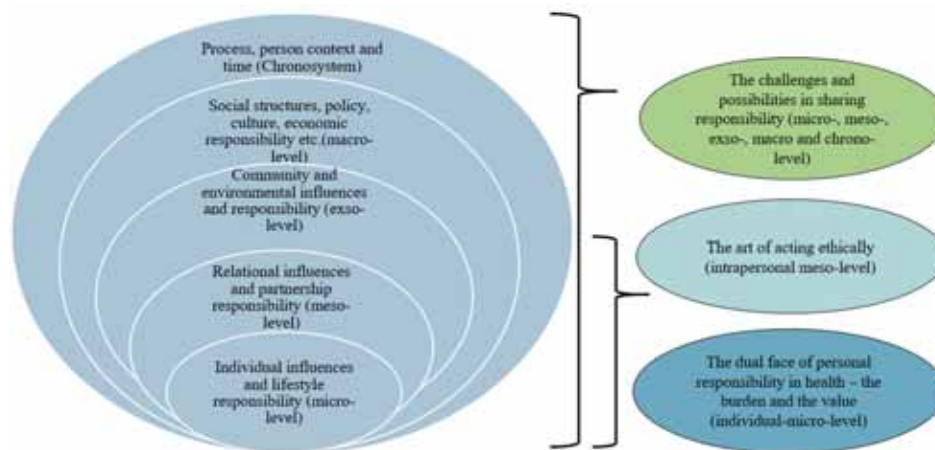 Process, person context and
time (Chronosystem)
Social structures, policy,
culture, economic
responsibility etc.(macro-
level)
Community and
environmental influences
and responsibility (exso-
level)
Relational influences
and partnership
responsibility (meso-
level)
Individual influences
and lifestyle
responsibility (micro-
level)
The challenges and
possibilities in sharing
responsibility (micro-, meso-,
exso-, macro and chrono-
level)
The art of acting ethically
(intrapersonal meso-level)
The dual face of personal
responsibility in health – the
burden and the value
(individual-micro-level)